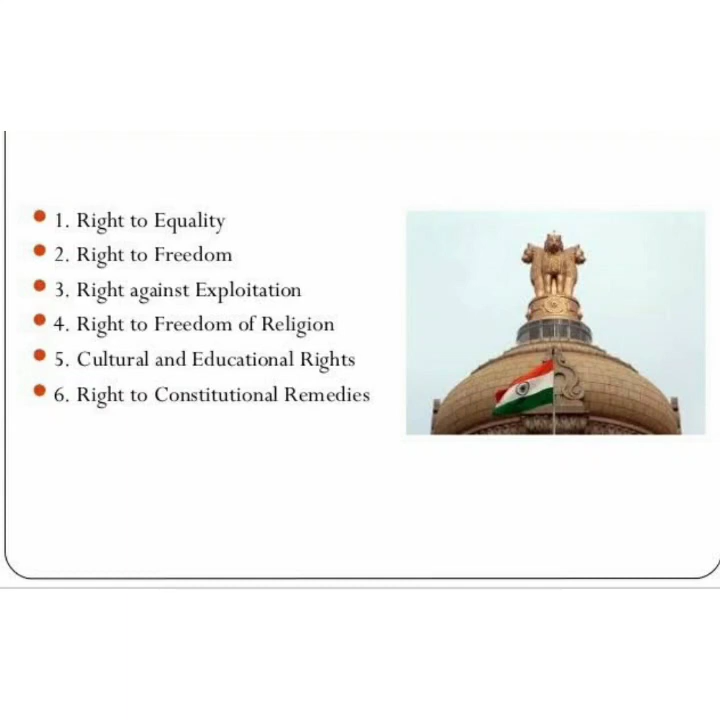 1. Right to Equality
2. Right to Freedom
3. Right against Exploitation
4. Right to Freedom of Religion
5. Cultural and Educational Rights
6. Right to Constitutional Remedies